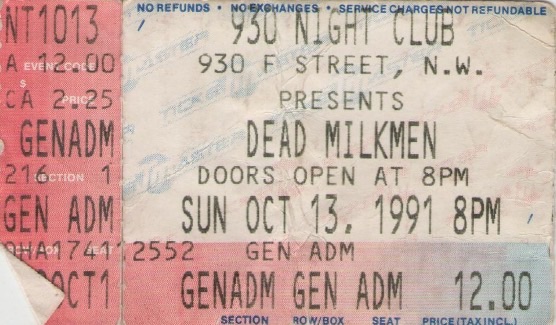 NO REFUNDS • NO EXCHANGES • SERVICE CHARGES NOT REFUNDABLE
NT1013 930 NIGHT CLUB
A 12.00 930 F STREET, N.W.
EVENT CODE
$
CA 2.25 PRESENTS
PRICE
GENADM DEAD MILKMEN
216 1 DOORS OPEN AT 8PM
SECTION
GEN ADM SUN OCT 13, 1991 8PM
SEAT 2552 GEN ADM
OCT1 GENADM GEN ADM 12.00
SECTION ROW/BOX SEAT PRICE (TAX INCL.)